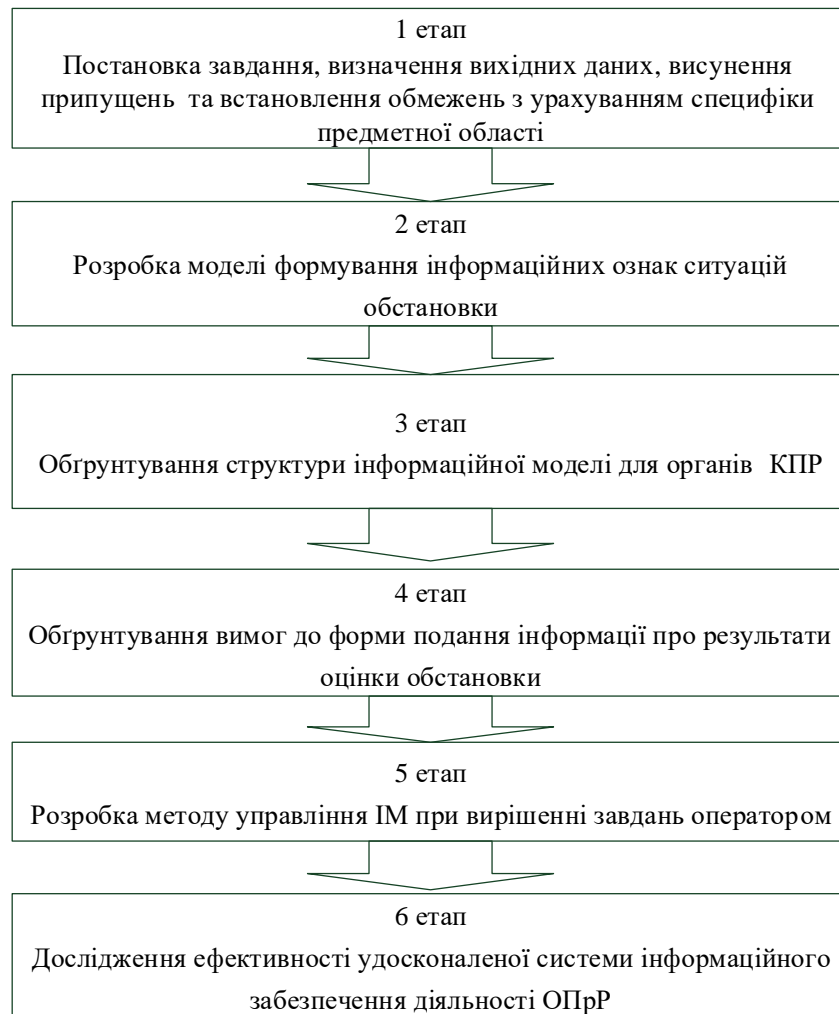 1 етап
Постановка завдання, визначення вихідних даних, висунення
припущень та встановлення обмежень з урахуванням специфіки
предметної області
2 етап
Розробка моделі формування інформаційних ознак ситуацій
обстановки
3 етап
Обґрунтування структури інформаційної моделі для органів КПР
4 етап
Обґрунтування вимог до форми подання інформації про результати
оцінки обстановки
5 етап
Розробка методу управління ІМ при вирішенні завдань оператором
6 етап
Дослідження ефективності удосконаленої системи інформаційного
забезпечення діяльності ОПрР